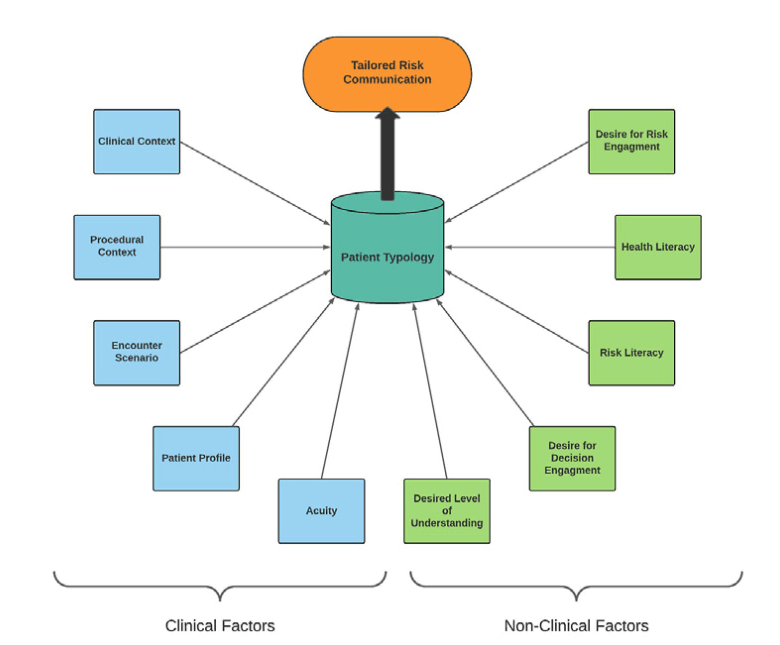 Tailored Risk
Communication
Clinical Context
Desire for Risk
Engagment
Procedural
Context
Patient Typology
Health Literacy
Encounter
Scenario
Risk Literacy
Patient Profile
Desire for
Decision
Engagment
Acuity
Desired Level
of
Understanding
Clinical Factors
Non-Clinical Factors